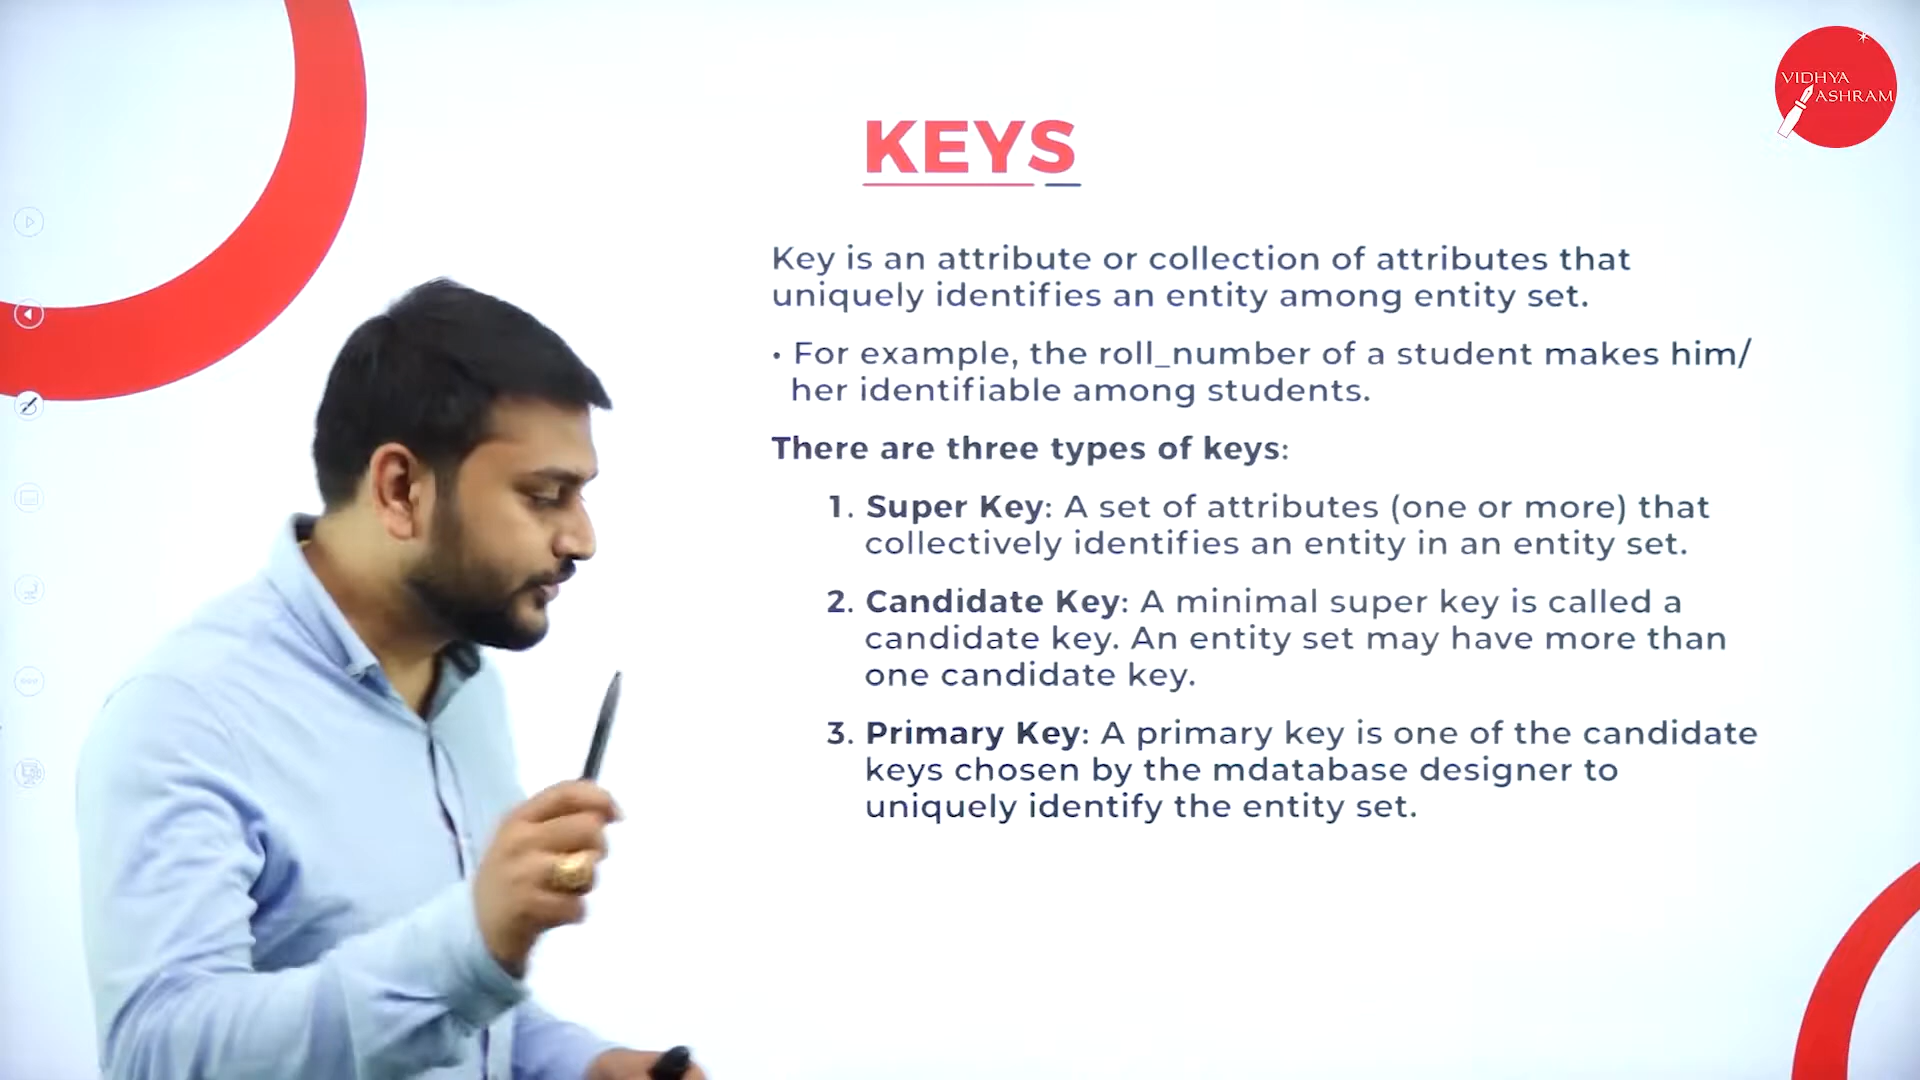 VIDHYA
ASHRAM
KEYS
Key is an attribute or collection of attributes that
uniquely identifies an entity among entity set.
• For example, the roll_number of a student makes him/
her identifiable among students.
There are three types of keys:
1. Super Key: A set of attributes (one or more) that
collectively identifies an entity in an entity set.
2. Candidate Key: A minimal super key is called a
candidate key. An entity set may have more than
one candidate key.
3. Primary Key: A primary key is one of the candidate
keys chosen by the mdatabase designer to
uniquely identify the entity set.